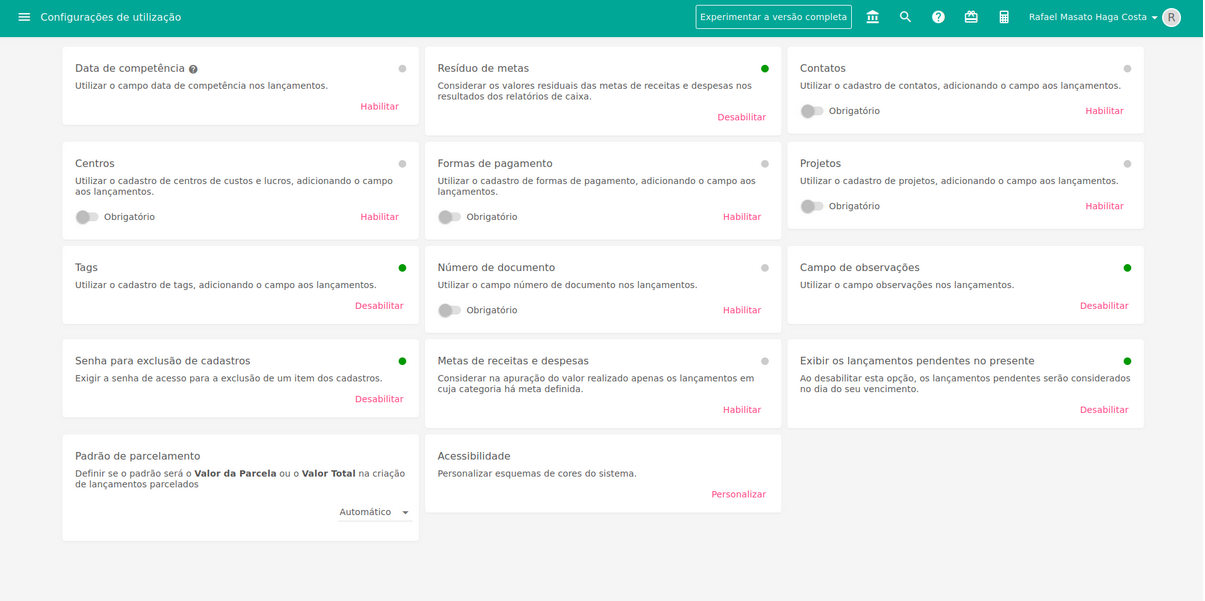 Configurações de utilização
Experimentar a versão completa
Rafael Masato Haga Costa
R
Data de competência
Utilizar o campo data de competência nos lançamentos.
Habilitar
Resíduo de metas
Considerar os valores residuais das metas de receitas e despesas nos
resultados dos relatórios de caixa.
Desabilitar
Contatos
Utilizar o cadastro de contatos, adicionando o campo aos lançamentos.
Obrigatório
Habilitar
Centros
Utilizar o cadastro de centros de custos e lucros, adicionando o campo
aos lançamentos.
Obrigatório
Habilitar
Formas de pagamento
Utilizar o cadastro de formas de pagamento, adicionando o campo aos
lançamentos.
Obrigatório
Habilitar
Projetos
Utilizar o cadastro de projetos, adicionando o campo aos lançamentos.
Obrigatório
Habilitar
Tags
Utilizar o cadastro de tags, adicionando o campo aos lançamentos.
Desabilitar
Número de documento
Utilizar o campo número de documento nos lançamentos.
Obrigatório
Habilitar
Campo de observações
Utilizar o campo observações nos lançamentos.
Desabilitar
Senha para exclusão de cadastros
Exigir a senha de acesso para a exclusão de um item dos cadastros.
Desabilitar
Metas de receitas e despesas
Considerar na apuração do valor realizado apenas os lançamentos em
cuja categoria há meta definida.
Habilitar
Exibir os lançamentos pendentes no presente
Ao desabilitar esta opção, os lançamentos pendentes serão considerados
no dia do seu vencimento.
Desabilitar
Padrão de parcelamento
Definir se o padrão será o Valor da Parcela ou o Valor Total na criação
de lançamentos parcelados
Automático
Acessibilidade
Personalizar esquemas de cores do sistema.
Personalizar